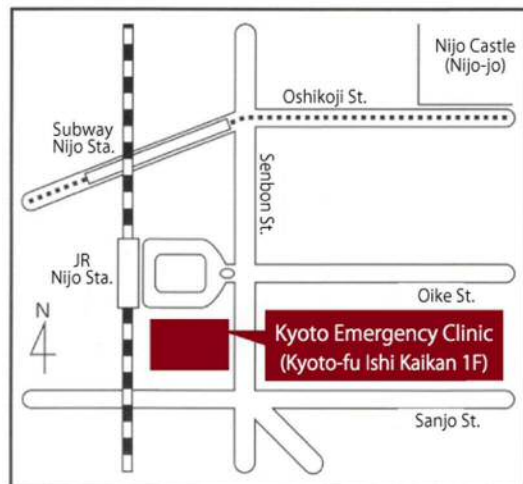 Nijo Castle
(Nijo-jo)
Oshikoji St.
Subway
Nijo Sta.
Senbon St.
JR
Nijo Sta.
Oike St.
N
Kyoto Emergency Clinic
(Kyoto-fu Ishi Kaikan 1F)
Sanjo St.